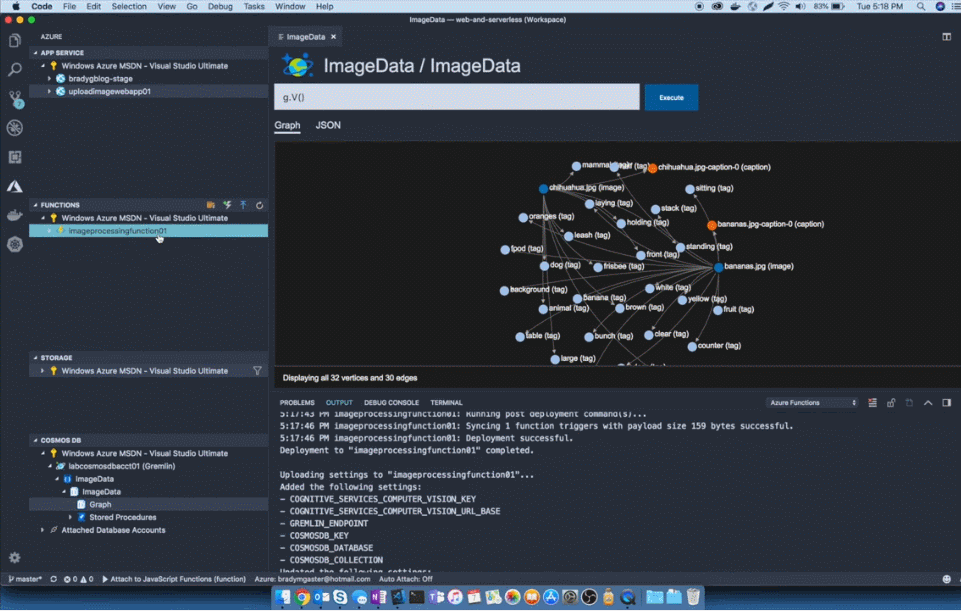 Code File Edit Selection View Go Debug Tasks Window Help 83% Tue 5:18 PM
ImageData — web-and-serverless (Workspace)
AZURE
APP SERVICE
Windows Azure MSDN - Visual Studio Ultimate
bradygblog-stage
uploadimagewebapp01
FUNCTIONS
Windows Azure MSDN - Visual Studio Ultimate
imageprocessingfunction01
STORAGE
Windows Azure MSDN - Visual Studio Ultimate
COSMOS DB
Windows Azure MSDN - Visual Studio Ultimate
labcosmosdbacct01 (Gremlin)
ImageData
ImageData
Graph
Stored Procedures
Attached Database Accounts
ImageData
ImageData / ImageData
g.V()
Execute
Graph JSON
chihuahua.jpg-caption-0 (caption)
chihuahua.jpg (image)
sitting (tag)
laying (tag)
stack (tag)
oranges (tag)
holding (tag)
bananas.jpg-caption-0 (caption)
leash (tag)
standing (tag)
front (tag)
dog (tag)
frisbee (tag)
bananas.jpg (image)
background (tag)
white (tag)
banana (tag)
yellow (tag)
animal (tag)
brown (tag)
fruit (tag)
table (tag)
bunch (tag)
clear (tag)
counter (tag)
large (tag)
Displaying all 32 vertices and 30 edges
PROBLEMS OUTPUT DEBUG CONSOLE TERMINAL Azure Functions
5:17:43 PM imageprocessingfunction01: Running post deployment command(s)...
5:17:46 PM imageprocessingfunction01: Syncing 1 function triggers with payload size 159 bytes successful.
5:17:46 PM imageprocessingfunction01: Deployment successful.
Deployment to "imageprocessingfunction01" completed.
Uploading settings to "imageprocessingfunction01"...
Added the following settings:
- COGNITIVE_SERVICES_COMPUTER_VISION_KEY
- COGNITIVE_SERVICES_COMPUTER_VISION_URL_BASE
- GREMLIN_ENDPOINT
- COSMOSDB_KEY
- COSMOSDB_DATABASE
- COSMOSDB_COLLECTION
Updated the following settings:
master* 0 0 Attach to JavaScript Functions (function) Azure: bradymgaster@hotmail.com Auto Attach: Off